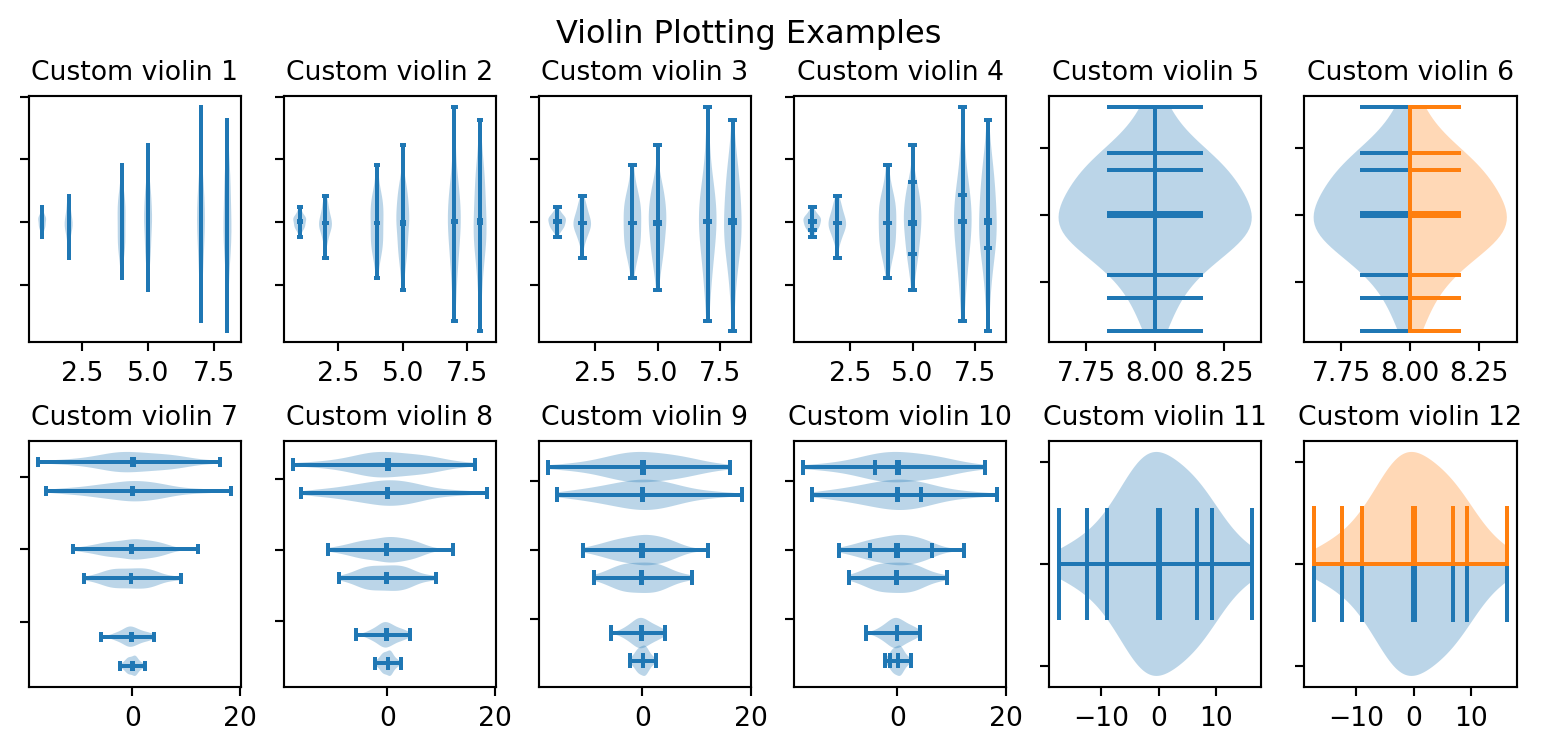 Violin Plotting Examples
Custom violin 1 Custom violin 2 Custom violin 3 Custom violin 4 Custom violin 5 Custom violin 6
2.5 5.0 7.5 2.5 5.0 7.5 2.5 5.0 7.5 2.5 5.0 7.5 7.75 8.00 8.25 7.75 8.00 8.25
Custom violin 7 Custom violin 8 Custom violin 9 Custom violin 10 Custom violin 11 Custom violin 12
0 20 0 20 0 20 0 20 −10 0 10 −10 0 10